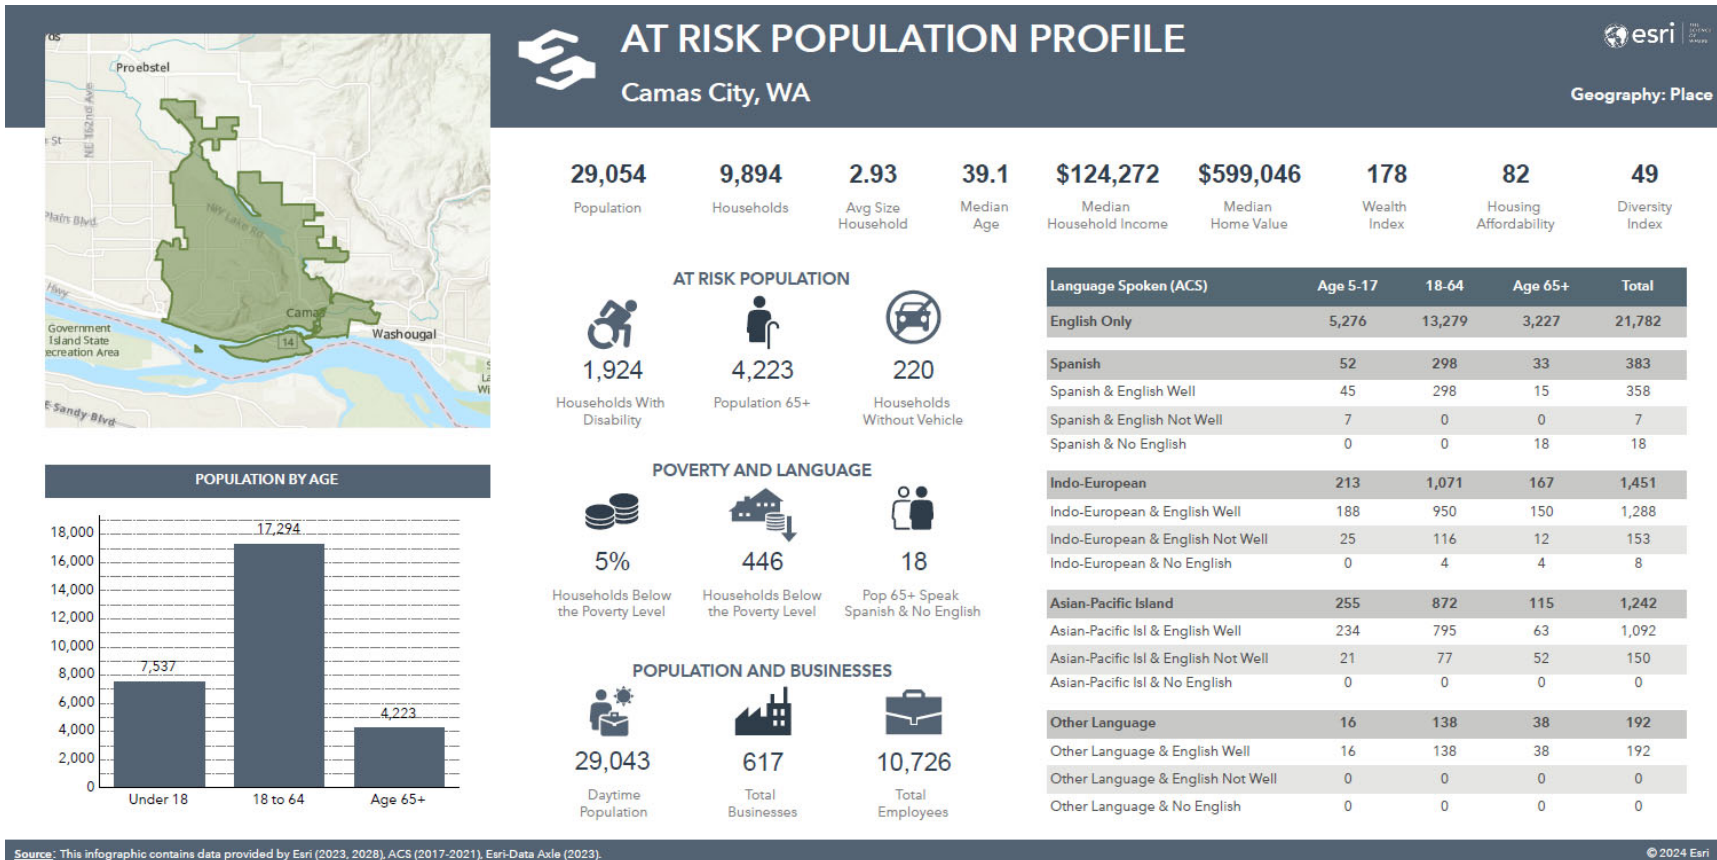 AT RISK POPULATION PROFILE
Camas City, WA
esri
Geography: Place
Proebstel
NE 162nd Ave
St
Plain Blvd
NW Lake Rd
Hwy
Camas
Washougal
14
Government
Island State
ecreation Area
E Sandy Blvd
29,054
Population
9,894
Households
2.93
Avg Size
Household
39.1
Median
Age
$124,272
Median
Household Income
$599,046
Median
Home Value
178
Wealth
Index
82
Housing
Affordability
49
Diversity
Index
AT RISK POPULATION
1,924
Households With
Disability
4,223
Population 65+
220
Households
Without Vehicle
POVERTY AND LANGUAGE
5%
Households Below
the Poverty Level
446
Households Below
the Poverty Level
18
Pop 65+ Speak
Spanish & No English
POPULATION AND BUSINESSES
29,043
Daytime
Population
617
Total
Businesses
10,726
Total
Employees
POPULATION BY AGE
18,000
16,000
14,000
12,000
10,000
8,000
6,000
4,000
2,000
0
7,537
17,294
4,223
Under 18
18 to 64
Age 65+
Language Spoken (ACS) Age 5-17 18-64 Age 65+ Total
English Only 5,276 13,279 3,227 21,782
Spanish 52 298 33 383
Spanish & English Well 45 298 15 358
Spanish & English Not Well 7 0 0 7
Spanish & No English 0 0 18 18
Indo-European 213 1,071 167 1,451
Indo-European & English Well 188 950 150 1,288
Indo-European & English Not Well 25 116 12 153
Indo-European & No English 0 4 4 8
Asian-Pacific Island 255 872 115 1,242
Asian-Pacific Isl & English Well 234 795 63 1,092
Asian-Pacific Isl & English Not Well 21 77 52 150
Asian-Pacific Isl & No English 0 0 0 0
Other Language 16 138 38 192
Other Language & English Well 16 138 38 192
Other Language & English Not Well 0 0 0 0
Other Language & No English 0 0 0 0
Source: This infographic contains data provided by Esri (2023, 2028), ACS (2017-2021), Esri-Data Axle (2023).
© 2024 Esri